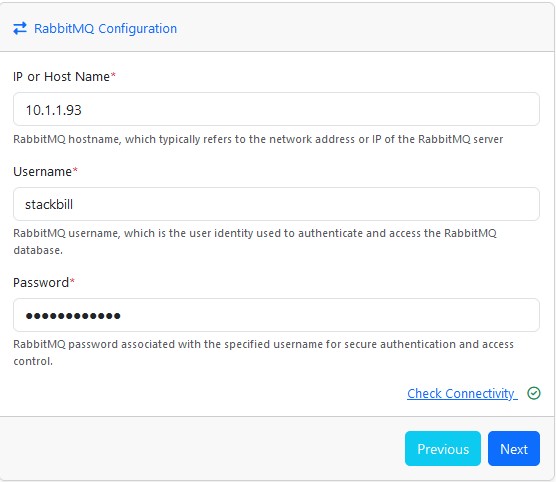 RabbitMQ Configuration
IP or Host Name*
10.1.1.93
RabbitMQ hostname, which typically refers to the network address or IP of the RabbitMQ server
Username*
stackbill
RabbitMQ username, which is the user identity used to authenticate and access the RabbitMQ
database.
Password*
●●●●●●●●●●●●
RabbitMQ password associated with the specified username for secure authentication and access
control.
Check Connectivity
Previous
Next